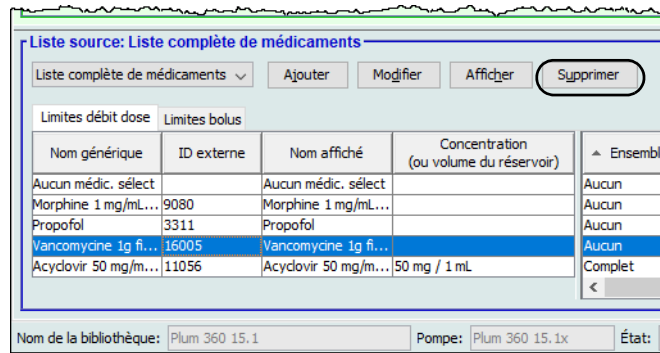 Liste source: Liste complète de médicaments
Liste complète de médicaments Ajouter Modifier Afficher Supprimer
Limites débit dose Limites bolus
Nom générique ID externe Nom affiché Concentration (ou volume du réservoir) Ensembl
Aucun médic. sélect Aucun médic. sélect Aucun
Morphine 1 mg/mL... 9080 Morphine 1 mg/mL... Aucun
Propofol 3311 Propofol Aucun
Vancomycine 1g fi... 16005 Vancomycine 1g fi... Aucun
Acyclovir 50 mg/m... 11056 Acyclovir 50 mg/m... 50 mg / 1 mL Complet
Nom de la bibliothèque: Plum 360 15.1 Pompe: Plum 360 15.1x État: